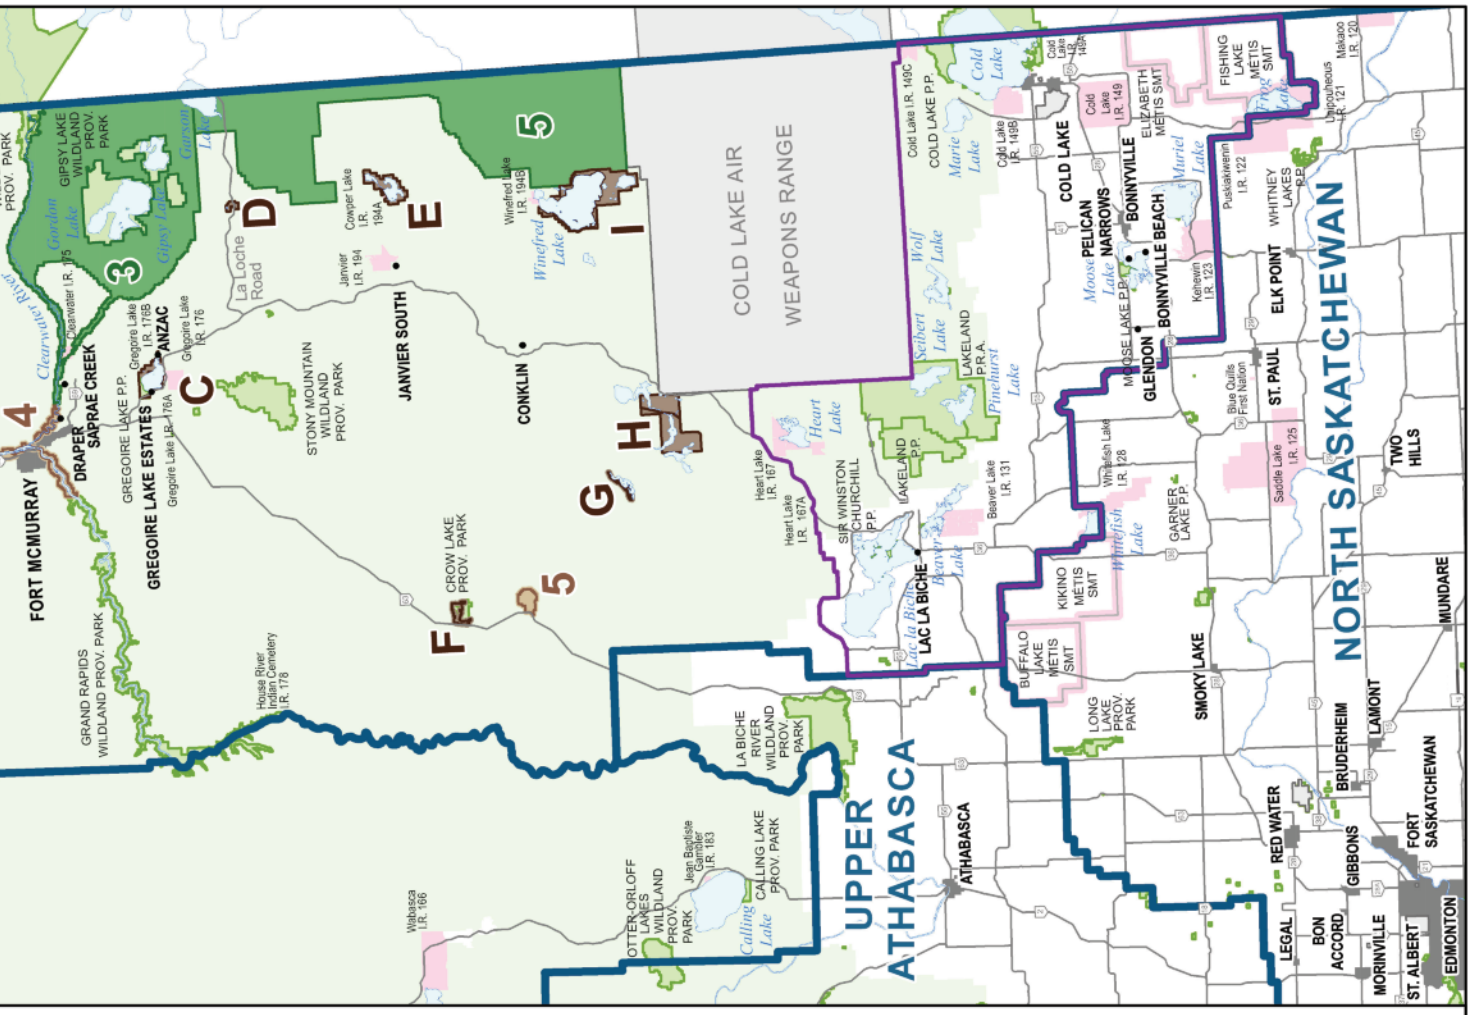 PROV. PARK
GIPSY LAKE
WILDLAND
PROV.
PARK
Gordon
Lake
Gipsy Lake
Garson
Lake
Clearwater River
Clearwater I.R. 175
3
4
DRAPER
SAPRAE CREEK
FORT MCMURRAY
GREGOIRE LAKE P.P.
GREGOIRE LAKE ESTATES
Gregoire Lake I.R. 176A
Gregoire Lake
I.R. 176B
ANZAC
Gregoire Lake
I.R. 176
C
La Loche
Road
D
STONY MOUNTAIN
WILDLAND
PROV. PARK
Cowper Lake
I.R.
194A
E
Janvier
I.R. 194
JANVIER SOUTH
Winefred Lake
I.R. 194B
Winefred
Lake
5
I
CONKLIN
H
G
CROW LAKE
PROV. PARK
F
5
63
GRAND RAPIDS
WILDLAND PROV. PARK
House River
Indian Cemetery
I.R. 178
Wabasca
I.R. 166
OTTER-ORLOFF
LAKES
WILDLAND
PROV.
PARK
Jean Baptiste
Gambler
I.R. 183
CALLING LAKE
PROV. PARK
Calling
Lake
LA BICHE
RIVER
WILDLAND
PROV.
PARK
UPPER
ATHABASCA
ATHABASCA
COLD LAKE AIR
WEAPONS RANGE
Heart Lake
I.R. 167
Heart Lake
I.R. 167A
Heart
Lake
SIR WINSTON
CHURCHILL
P.P.
LAKELAND
P.P.
LAKELAND
P.R.A.
Seibert
Lake
Pinehurst
Lake
Wolf
Lake
Cold Lake I.R. 149C
COLD LAKE P.P.
Marie
Lake
Cold
Lake
Cold Lake
I.R. 149B
Cold
Lake
I.R.
149A
COLD LAKE
Cold
Lake
I.R. 149
ELIZABETH
MÉTIS SMT
FISHING
LAKE
MÉTIS
SMT
Frog
Lake
Unipouheous
I.R. 121
Makaoo
I.R. 120
Puskiakiwenin
I.R. 122
WHITNEY
LAKES
P.P.
Muriel
Lake
BONNYVILLE
PELICAN
NARROWS
BONNYVILLE BEACH
Moose
Lake
MOOSE LAKE P.P.
Kehewin
I.R. 123
ELK POINT
GLENDON
ST. PAUL
Blue Quills
First Nation
Saddle Lake
I.R. 125
TWO
HILLS
Whitefish Lake
I.R. 128
Whitefish
Lake
GARNER
LAKE P.P.
Beaver Lake
I.R. 131
Beaver
Lake
Lac la Biche
LAC LA BICHE
KIKINO
MÉTIS
SMT
BUFFALO
LAKE
MÉTIS
SMT
LONG
LAKE
PROV.
PARK
SMOKY LAKE
NORTH SASKATCHEWAN
MUNDARE
LAMONT
BRUDERHEIM
RED WATER
GIBBONS
FORT
SASKATCHEWAN
LEGAL
BON
ACCORD
MORINVILLE
ST. ALBERT
EDMONTON